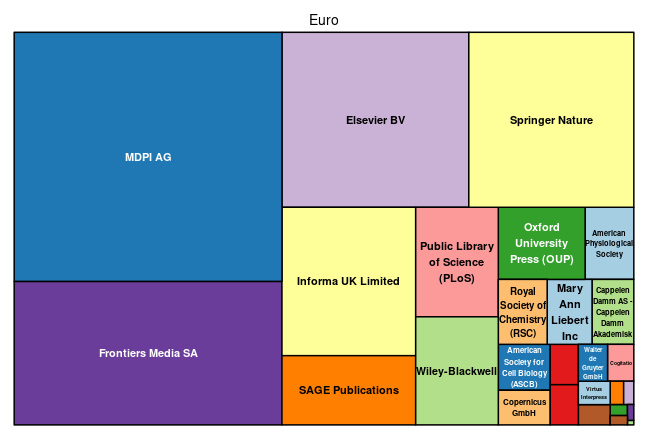 Euro
MDPI AG
Elsevier BV
Springer Nature
Frontiers Media SA
Informa UK Limited
SAGE Publications
Public Library
of Science
(PLoS)
Wiley-Blackwell
Oxford
University
Press (OUP)
American
Physiological
Society
Royal
Society of
Chemistry
(RSC)
Mary
Ann
Liebert
Inc
Cappelen
Damm AS -
Cappelen
Damm
Akademisk
American
Society for
Cell Biology
(ASCB)
Copernicus
GmbH
Walter
de
Gruyter
GmbH
Cogitatio
Virtus
Interpress